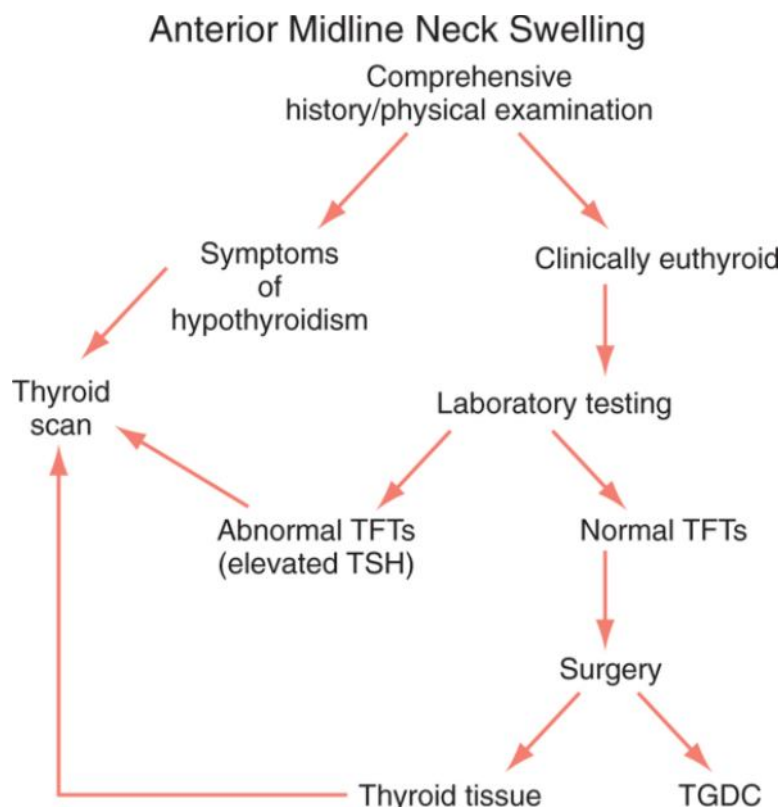 Anterior Midline Neck Swelling
Comprehensive
history/physical examination
Symptoms
of
hypothyroidism
Clinically euthyroid
Thyroid
scan
Laboratory testing
Abnormal TFTs
(elevated TSH)
Normal TFTs
Surgery
Thyroid tissue
TGDC